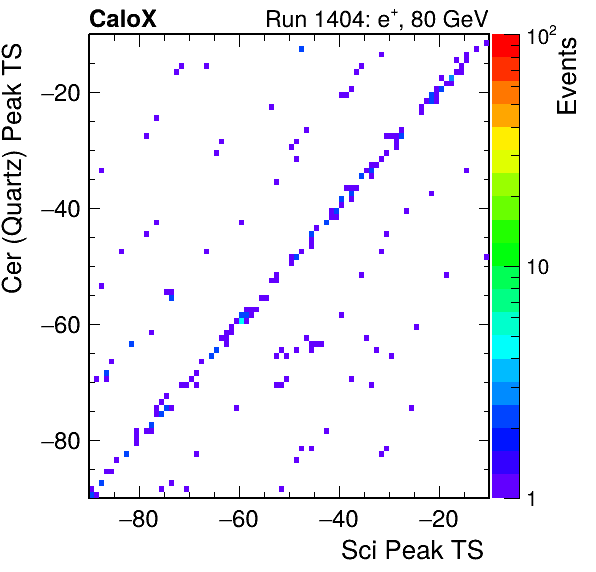 CaloX Run 1404: e⁺, 80 GeV
Cer (Quartz) Peak TS
−20
−40
−60
−80
−80 −60 −40 −20
Sci Peak TS
10²
10
1
Events